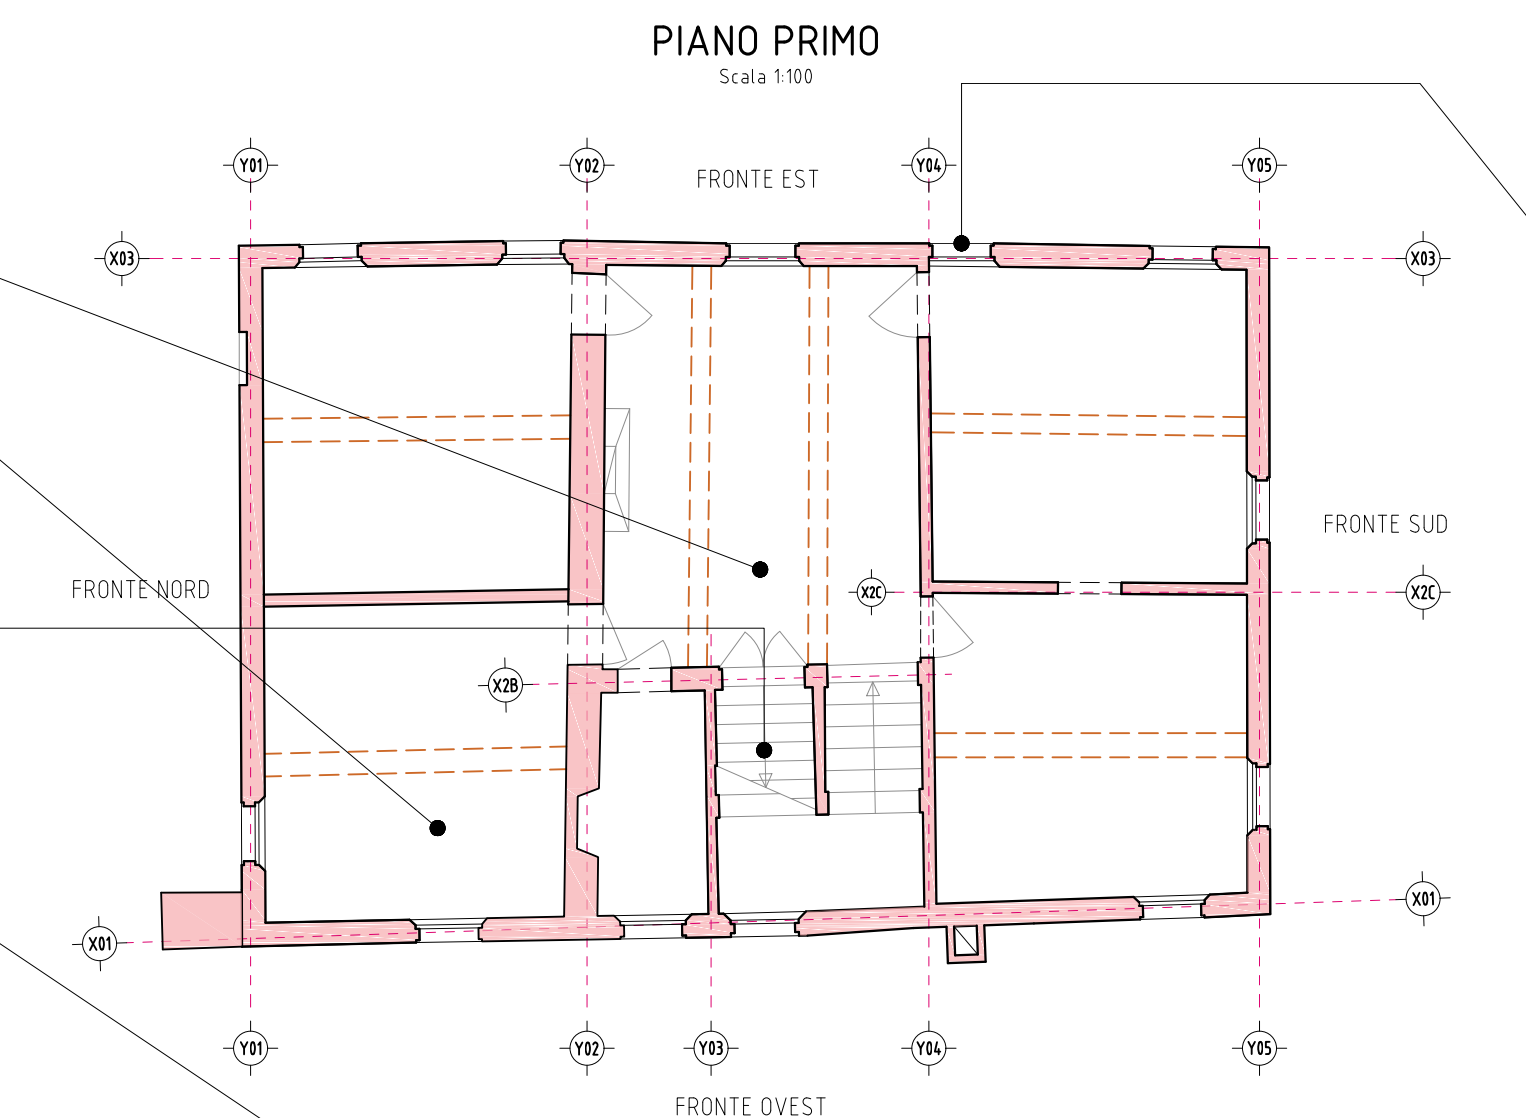 PIANO PRIMO
Scala 1:100
Y01
Y02
Y04
Y05
FRONTE EST
X03
X03
FRONTE SUD
FRONTE NORD
X2C
X2C
X2B
X01
X01
Y01
Y02
Y03
Y04
Y05
FRONTE OVEST